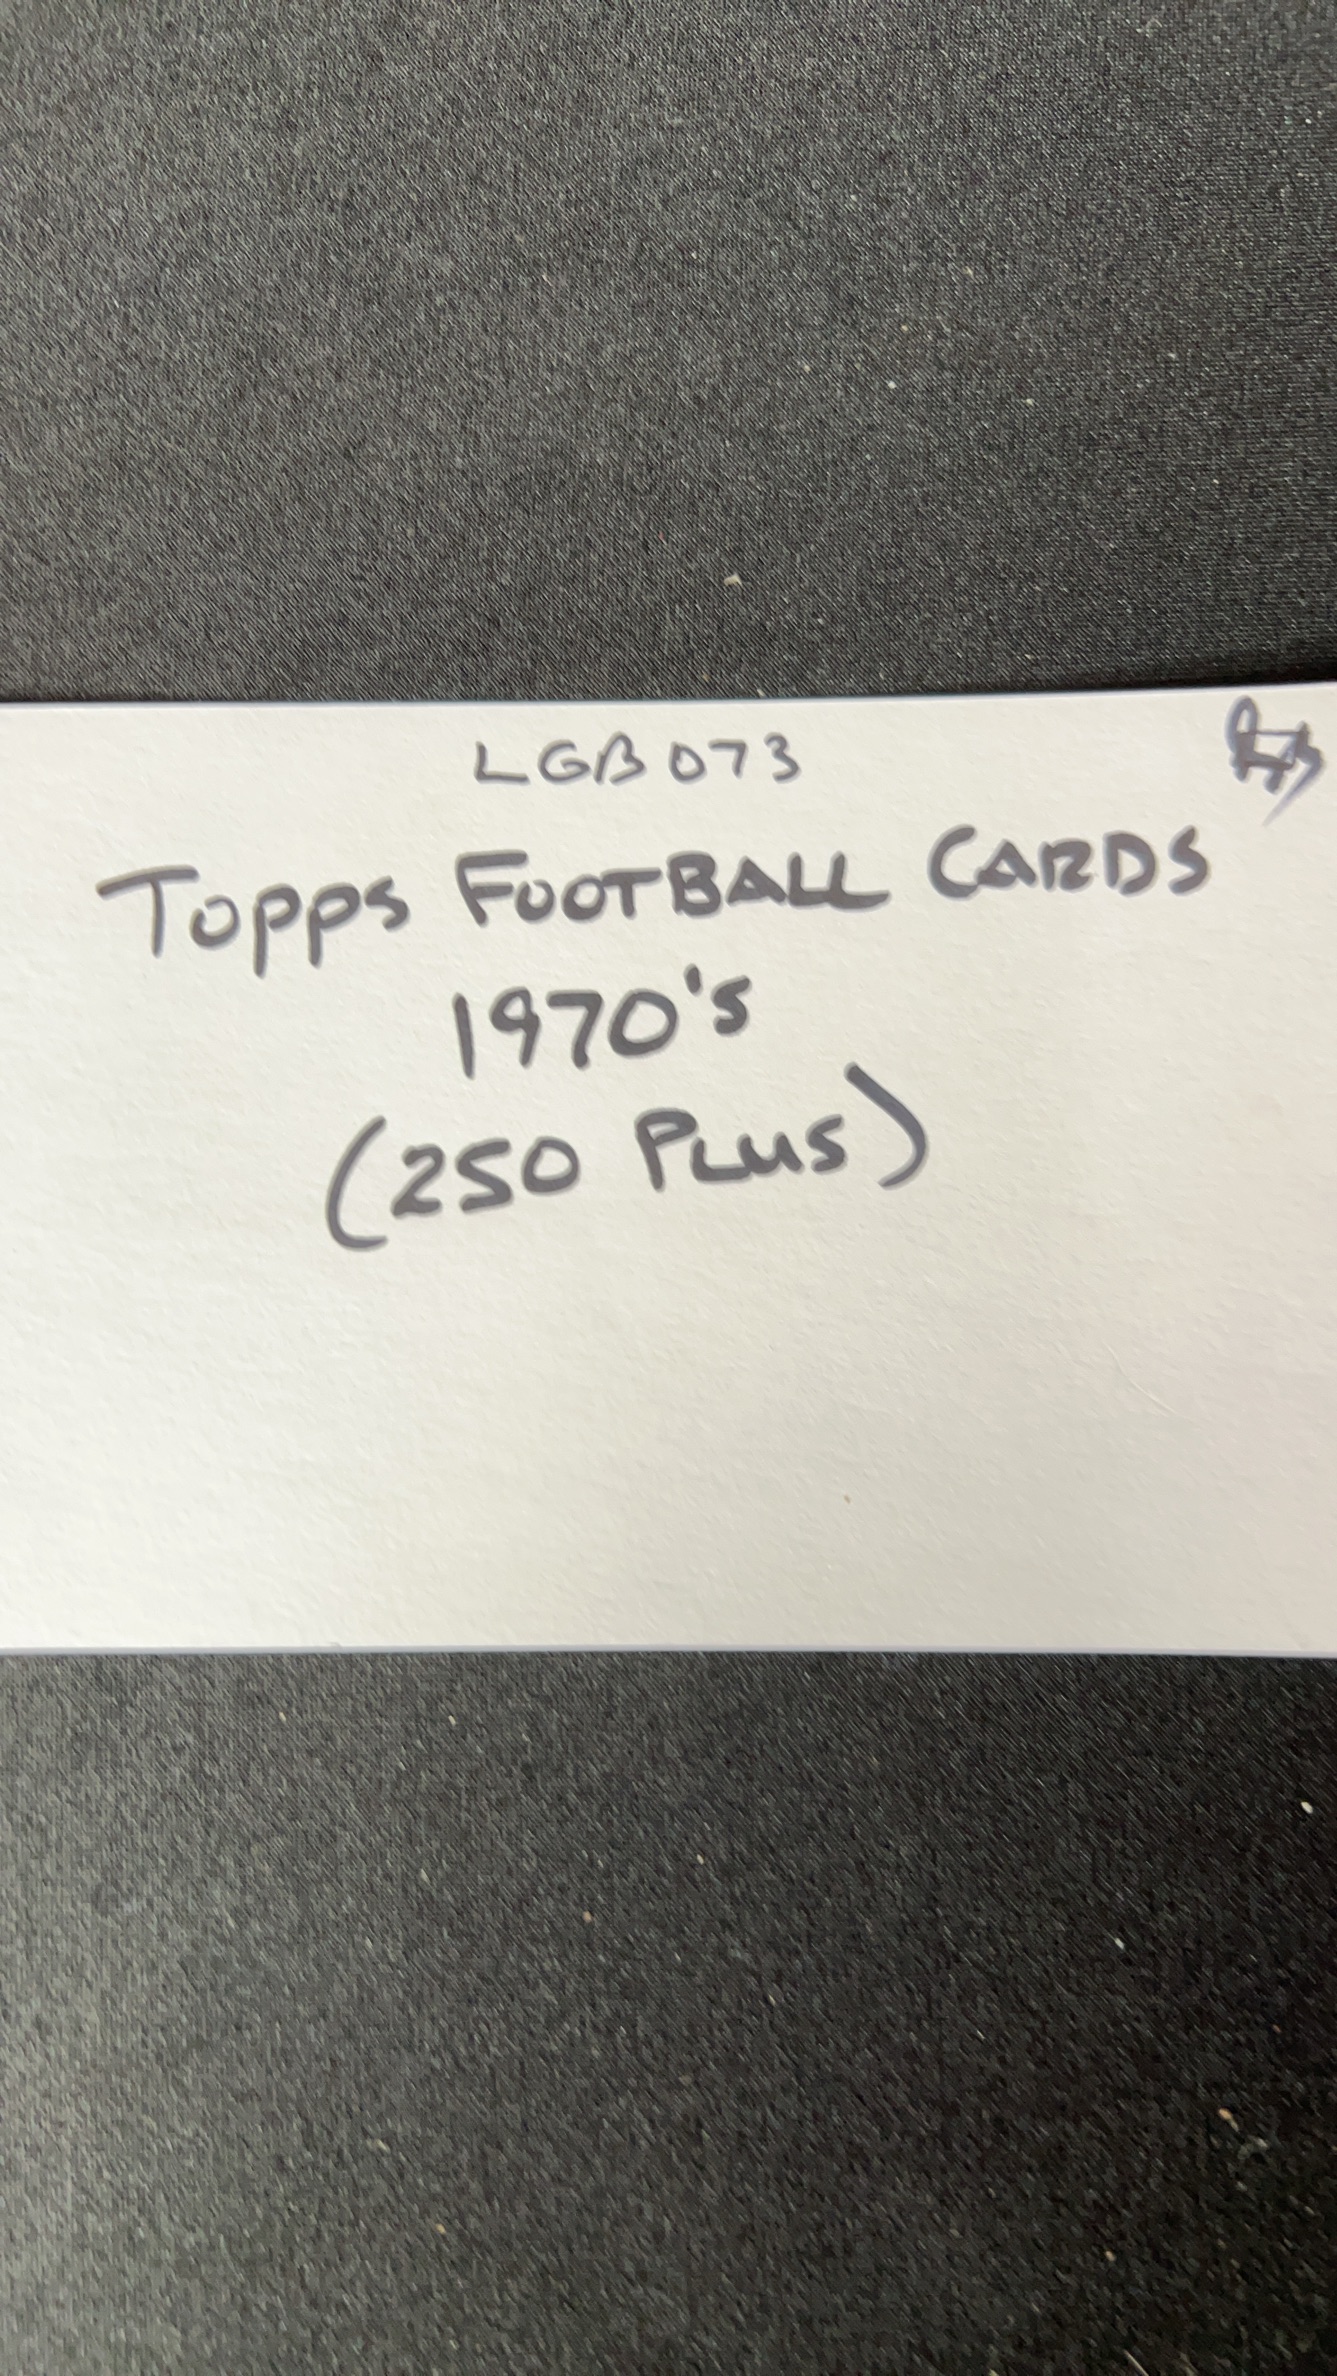 LGB073
TOPPS FOOTBALL CARDS
1970's
(250 PLUS)